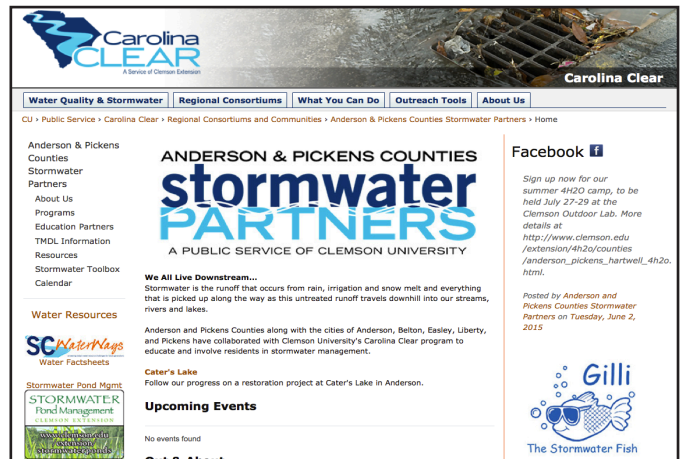 Carolina
CLEAR
A Service of Clemson Extension
Carolina Clear
Water Quality & Stormwater
Regional Consortiums
What You Can Do
Outreach Tools
About Us
CU › Public Service › Carolina Clear › Regional Consortiums and Communities › Anderson & Pickens Counties Stormwater Partners › Home
Anderson & Pickens
Counties
Stormwater
Partners
About Us
Programs
Education Partners
TMDL Information
Resources
Stormwater Toolbox
Calendar
Water Resources
SC WaterWays
Water Factsheets
Stormwater Pond Mgmt
STORMWATER
Pond Management
CLEMSON EXTENSION
www.clemson.edu
extension/
stormwaterponds
ANDERSON & PICKENS COUNTIES
stormwater
PARTNERS
A PUBLIC SERVICE OF CLEMSON UNIVERSITY
We All Live Downstream...
Stormwater is the runoff that occurs from rain, irrigation and snow melt and everything
that is picked up along the way as this untreated runoff travels downhill into our streams,
rivers and lakes.
Anderson and Pickens Counties along with the cities of Anderson, Belton, Easley, Liberty,
and Pickens have collaborated with Clemson University's Carolina Clear program to
educate and involve residents in stormwater management.
Cater's Lake
Follow our progress on a restoration project at Cater's Lake in Anderson.
Upcoming Events
No events found
Facebook f
Sign up now for our
summer 4H2O camp, to be
held July 27-29 at the
Clemson Outdoor Lab. More
details at
http://www.clemson.edu
/extension/4h2o/counties
/anderson_pickens_hartwell_4h2o.
html.
Posted by Anderson and
Pickens Counties Stormwater
Partners on Tuesday, June 2,
2015
Gilli
The Stormwater Fish